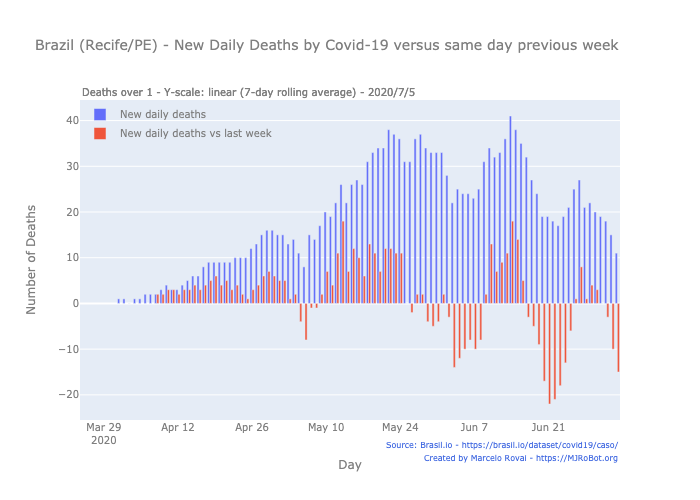 Brazil (Recife/PE) - New Daily Deaths by Covid-19 versus same day previous week
Deaths over 1 - Y-scale: linear (7-day rolling average) - 2020/7/5
New daily deaths
New daily deaths vs last week
40
30
20
10
0
−10
−20
Number of Deaths
Mar 29
2020
Apr 12
Apr 26
May 10
May 24
Jun 7
Jun 21
Day
Source: Brasil.io - https://brasil.io/dataset/covid19/caso/
Created by Marcelo Rovai - https://MJRoBot.org